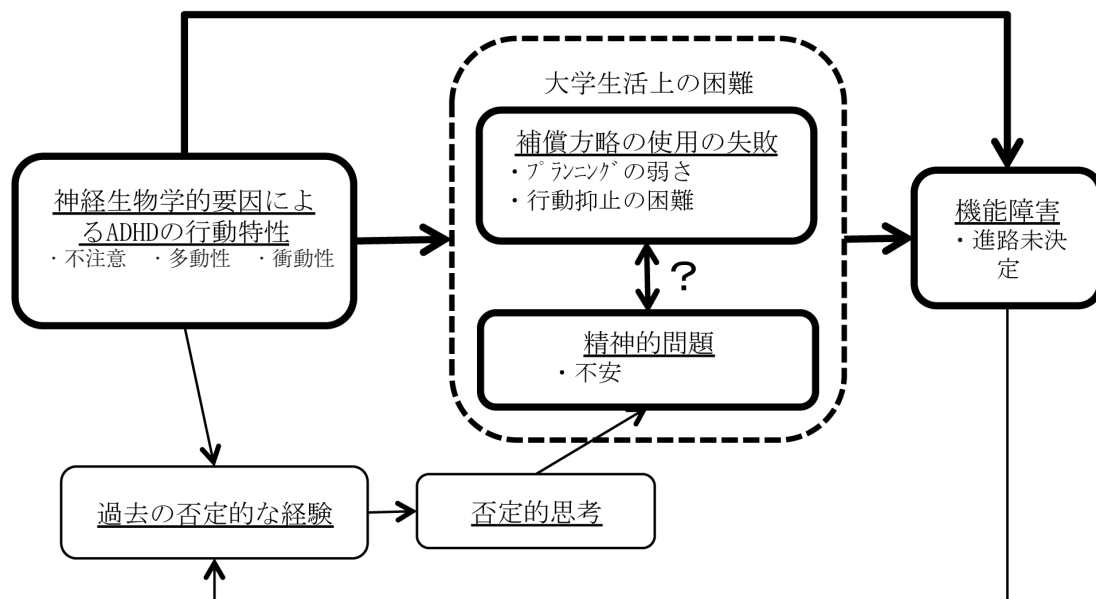 大学生活上の困難
補償方略の使用の失敗
・プランニングの弱さ
・行動抑止の困難
神経生物学的要因によ
るADHDの行動特性
・不注意　・多動性　・衝動性
機能障害
・進路未決
定
?
精神的問題
・不安
過去の否定的な経験
否定的思考